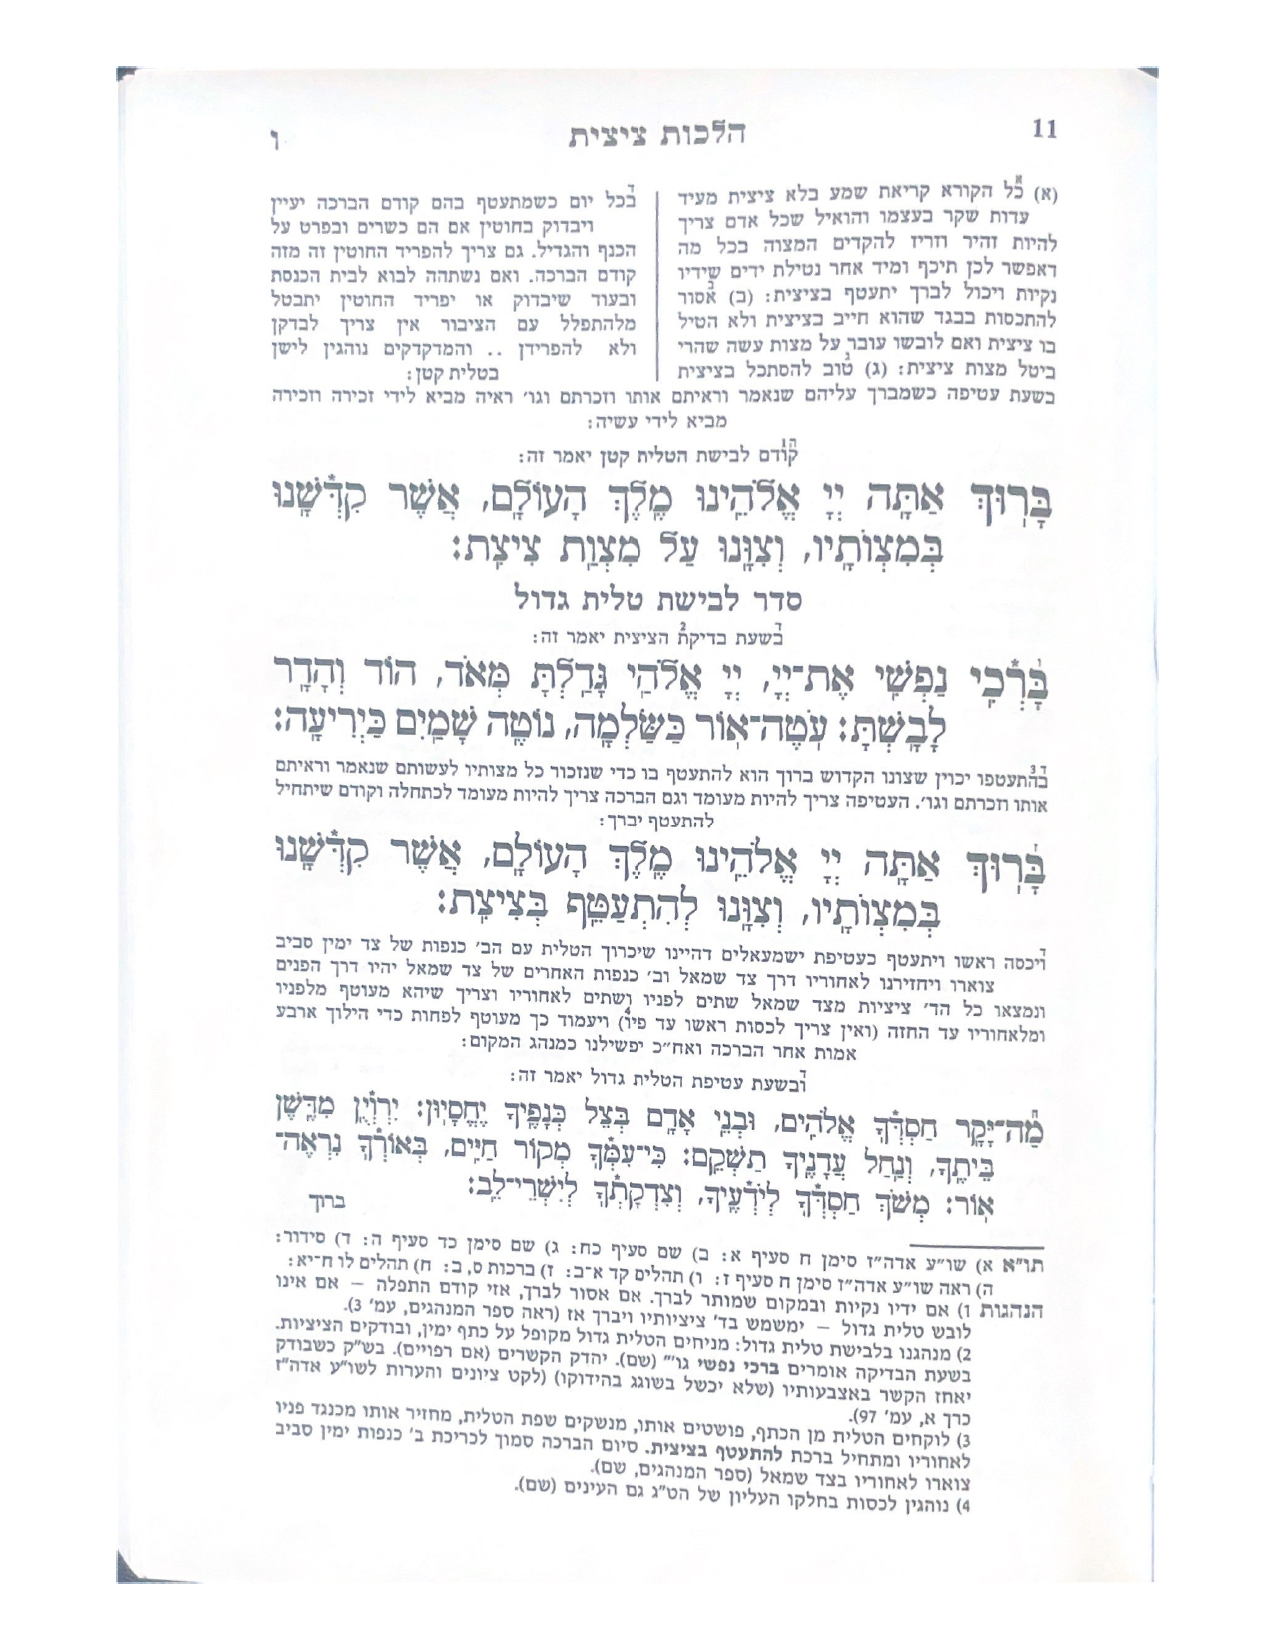 11
הלכות ציצית
ו
(א) כל הקורא קריאת שמע בלא ציצית מעיד
עדות שקר בעצמו והואיל שכל אדם צריך
להיות זהיר וזריז להקדים המצוה בכל מה
דאפשר לכן תיכף ומיד אחר נטילת ידים שידיו
נקיות ויכול לברך יתעטף בציצית: (ב) אסור
להתכסות בבגד שהוא חייב בציצית ולא הטיל
בו ציצית ואם לובשו עובר על מצות עשה שהרי
ביטל מצות ציצית: (ג) טוב להסתכל בציצית
בכל יום כשמתעטף בהם קודם הברכה יעיין
ויבדוק בחוטין אם הם כשרים ובפרט על
הכנף והגדיל. גם צריך להפריד החוטין זה מזה
קודם הברכה. ואם נשתהה לבוא לבית הכנסת
ובעוד שיבדוק או יפריד החוטין יתבטל
מלהתפלל עם הציבור אין צריך לבדקן
ולא להפרידן .. והמדקדקים נוהגין לישן
בטלית קטן:
בשעת עטיפה כשמברך עליהם שנאמר וראיתם אותו וזכרתם וגו׳ ראיה מביא לידי זכירה וזכירה
מביא לידי עשיה:
קודם לבישת הטלית קטן יאמר זה:
בָּרוּךְ אַתָּה יְיָ אֱלֹהֵינוּ מֶלֶךְ הָעוֹלָם, אֲשֶׁר קִדְּשָׁנוּ
בְּמִצְוֹתָיו, וְצִוָּנוּ עַל מִצְוַת צִיצִת:
סדר לבישת טלית גדול
בשעת בדיקת הציצית יאמר זה:
בָּרְכִי נַפְשִׁי אֶת־יְיָ, יְיָ אֱלֹהַי גָּדַלְתָּ מְאֹד, הוֹד וְהָדָר
לָבָשְׁתָּ: עֹטֶה־אוֹר כַּשַּׂלְמָה, נוֹטֶה שָׁמַיִם כַּיְרִיעָה:
בהתעטפו יכוין שצונו הקדוש ברוך הוא להתעטף בו כדי שנזכור כל מצותיו לעשותם שנאמר וראיתם
אותו וזכרתם וגו׳. העטיפה צריך להיות מעומד וגם הברכה צריך להיות מעומד לכתחלה וקודם שיתחיל
להתעטף יברך:
בָּרוּךְ אַתָּה יְיָ אֱלֹהֵינוּ מֶלֶךְ הָעוֹלָם, אֲשֶׁר קִדְּשָׁנוּ
בְּמִצְוֹתָיו, וְצִוָּנוּ לְהִתְעַטֵּף בְּצִיצִת:
ויכסה ראשו ויתעטף כעטיפת ישמעאלים דהיינו שיכרוך הטלית עם הב׳ כנפות של צד ימין סביב
צוארו ויחזירנו לאחוריו דרך צד שמאל וב׳ כנפות האחרים של צד שמאל יהיו דרך הפנים
ונמצאו כל הד׳ ציציות מצד שמאל שתים לפניו ושתים לאחוריו וצריך שיהא מעוטף מלפניו
ומלאחוריו עד החזה (ואין צריך לכסות ראשו עד פיו) ויעמוד כך מעוטף לפחות כדי הילוך ארבע
אמות אחר הברכה ואח״כ יפשילנו כמנהג המקום:
ובשעת עטיפת הטלית גדול יאמר זה:
מַה־יָּקָר חַסְדְּךָ אֱלֹהִים, וּבְנֵי אָדָם בְּצֵל כְּנָפֶיךָ יֶחֱסָיוּן: יִרְוְיֻן מִדֶּשֶׁן
בֵּיתֶךָ, וְנַחַל עֲדָנֶיךָ תַשְׁקֵם: כִּי־עִמְּךָ מְקוֹר חַיִּים, בְּאוֹרְךָ נִרְאֶה־
אוֹר: מְשֹׁךְ חַסְדְּךָ לְיֹדְעֶיךָ, וְצִדְקָתְךָ לְיִשְׁרֵי־לֵב:
ברוך
תו״א א) שו״ע אדה״ז סימן ח סעיף א: ב) שם סעיף כח: ג) שם סימן כד סעיף ה: ד) סידור:
ה) ראה שו״ע אדה״ז סימן ח סעיף ז: ו) תהלים קד א־ב: ז) ברכות ס, ב: ח) תהלים לו ח־יא:
הנהגות 1) אם ידיו נקיות ובמקום שמותר לברך. אם אסור לברך, אזי קודם התפלה – אם אינו
לובש טלית גדול – ימשמש בד׳ ציציותיו ויברך אז (ראה ספר המנהגים, עמ׳ 3).
2) מנהגנו בלבישת טלית גדול: מניחים הטלית גדול מקופל על כתף ימין, ובודקים הציציות.
בשעת הבדיקה אומרים ברכי נפשי גו׳״ (שם). יהדק הקשרים (אם רפויים). בש״ק כשבודק
יאחז הקשר באצבעותיו (שלא יכשל בשוגג בהידוקו) (לקט ציונים והערות לשו״ע אדה״ז
כרך א, עמ׳ 97).
3) לוקחים הטלית מן הכתף, פושטים אותו, מנשקים שפת הטלית, מחזיר אותו מכנגד פניו
לאחוריו ומתחיל ברכת להתעטף בציצית. סיום הברכה סמוך לכריכת ב׳ כנפות ימין סביב
צוארו לאחוריו בצד שמאל (ספר המנהגים, שם).
4) נוהגין לכסות בחלקו העליון של הט״ג גם העינים (שם).